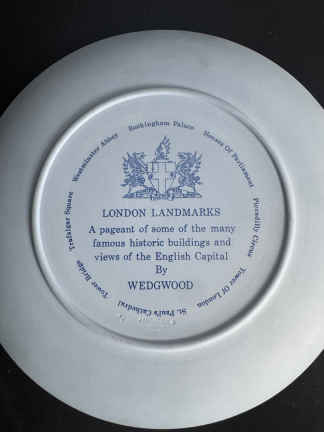 Buckingham Palace
Houses Of Parliament
Piccadilly Circus
Tower Of London
St. Paul's Cathedral
Tower Bridge
Trafalgar Square
Westminster Abbey
LONDON LANDMARKS
A pageant of some of the many
famous historic buildings and
views of the English Capital
By
WEDGWOOD